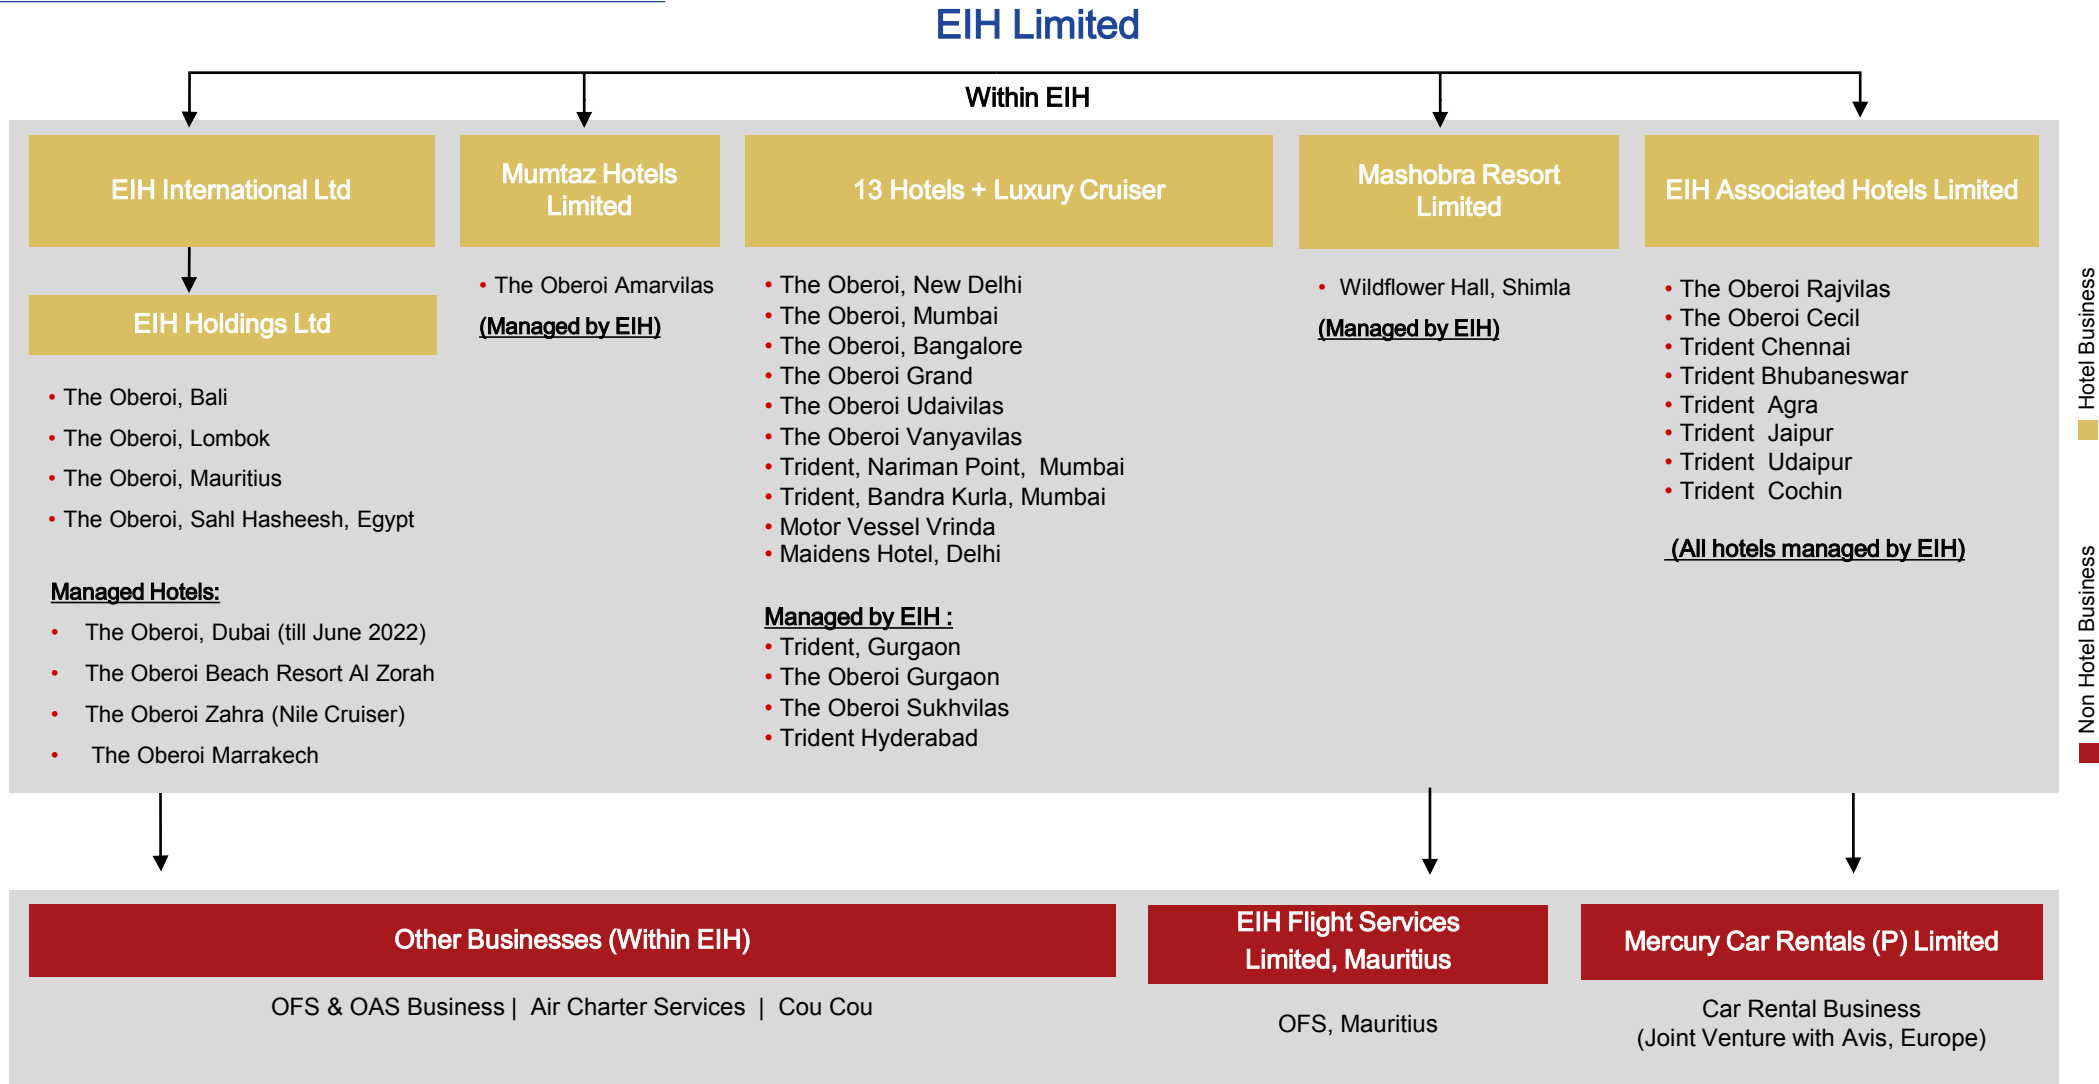 EIH Limited
Within EIH
EIH International Ltd
EIH Holdings Ltd
• The Oberoi, Bali
• The Oberoi, Lombok
• The Oberoi, Mauritius
• The Oberoi, Sahl Hasheesh, Egypt
Managed Hotels:
• The Oberoi, Dubai (till June 2022)
• The Oberoi Beach Resort Al Zorah
• The Oberoi Zahra (Nile Cruiser)
• The Oberoi Marrakech
Mumtaz Hotels
Limited
• The Oberoi Amarvilas
(Managed by EIH)
13 Hotels + Luxury Cruiser
• The Oberoi, New Delhi
• The Oberoi, Mumbai
• The Oberoi, Bangalore
• The Oberoi Grand
• The Oberoi Udaivilas
• The Oberoi Vanyavilas
• Trident, Nariman Point, Mumbai
• Trident, Bandra Kurla, Mumbai
• Motor Vessel Vrinda
• Maidens Hotel, Delhi
Managed by EIH :
• Trident, Gurgaon
• The Oberoi Gurgaon
• The Oberoi Sukhvilas
• Trident Hyderabad
Mashobra Resort
Limited
• Wildflower Hall, Shimla
(Managed by EIH)
EIH Associated Hotels Limited
• The Oberoi Rajvilas
• The Oberoi Cecil
• Trident Chennai
• Trident Bhubaneswar
• Trident Agra
• Trident Jaipur
• Trident Udaipur
• Trident Cochin
(All hotels managed by EIH)
Hotel Business
Non Hotel Business
Other Businesses (Within EIH)
OFS & OAS Business | Air Charter Services | Cou Cou
EIH Flight Services
Limited, Mauritius
OFS, Mauritius
Mercury Car Rentals (P) Limited
Car Rental Business
(Joint Venture with Avis, Europe)